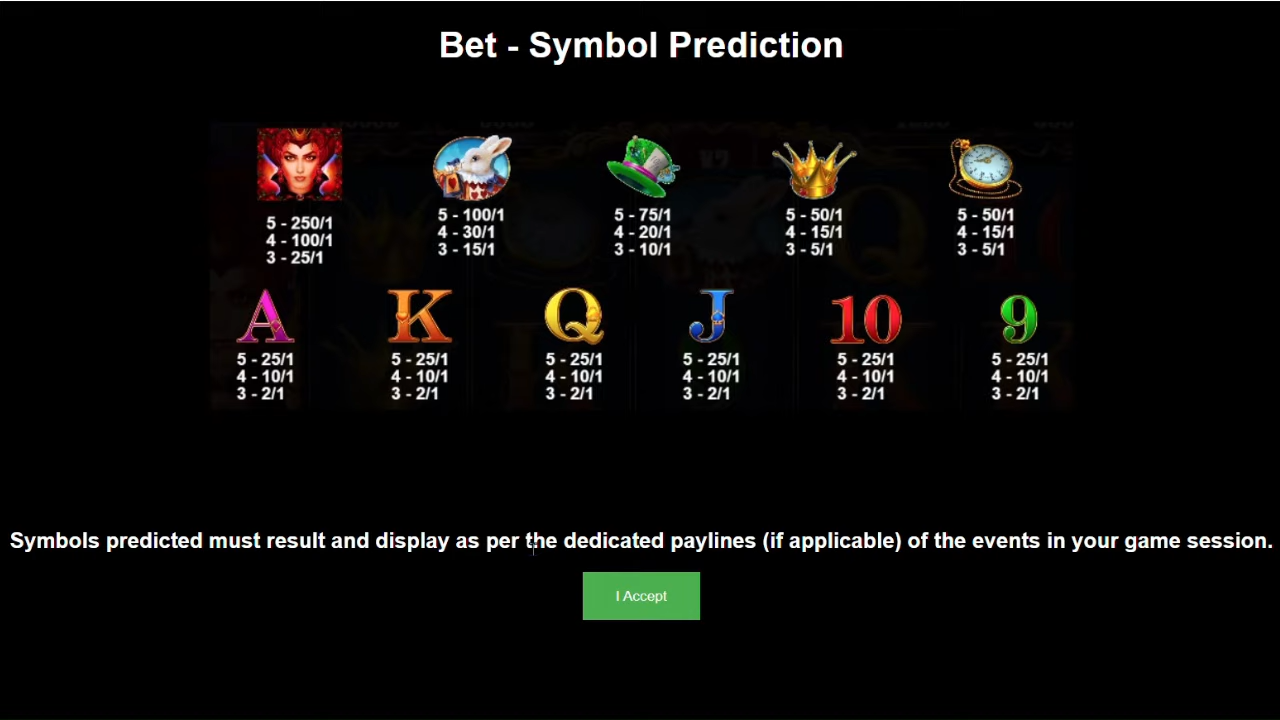 Bet - Symbol Prediction
5 - 250/1
4 - 100/1
3 - 25/1
5 - 100/1
4 - 30/1
3 - 15/1
5 - 75/1
4 - 20/1
3 - 10/1
5 - 50/1
4 - 15/1
3 - 5/1
5 - 50/1
4 - 15/1
3 - 5/1
A
5 - 25/1
4 - 10/1
3 - 2/1
K
5 - 25/1
4 - 10/1
3 - 2/1
Q
5 - 25/1
4 - 10/1
3 - 2/1
J
5 - 25/1
4 - 10/1
3 - 2/1
10
5 - 25/1
4 - 10/1
3 - 2/1
9
5 - 25/1
4 - 10/1
3 - 2/1
Symbols predicted must result and display as per the dedicated paylines (if applicable) of the events in your game session.
I Accept